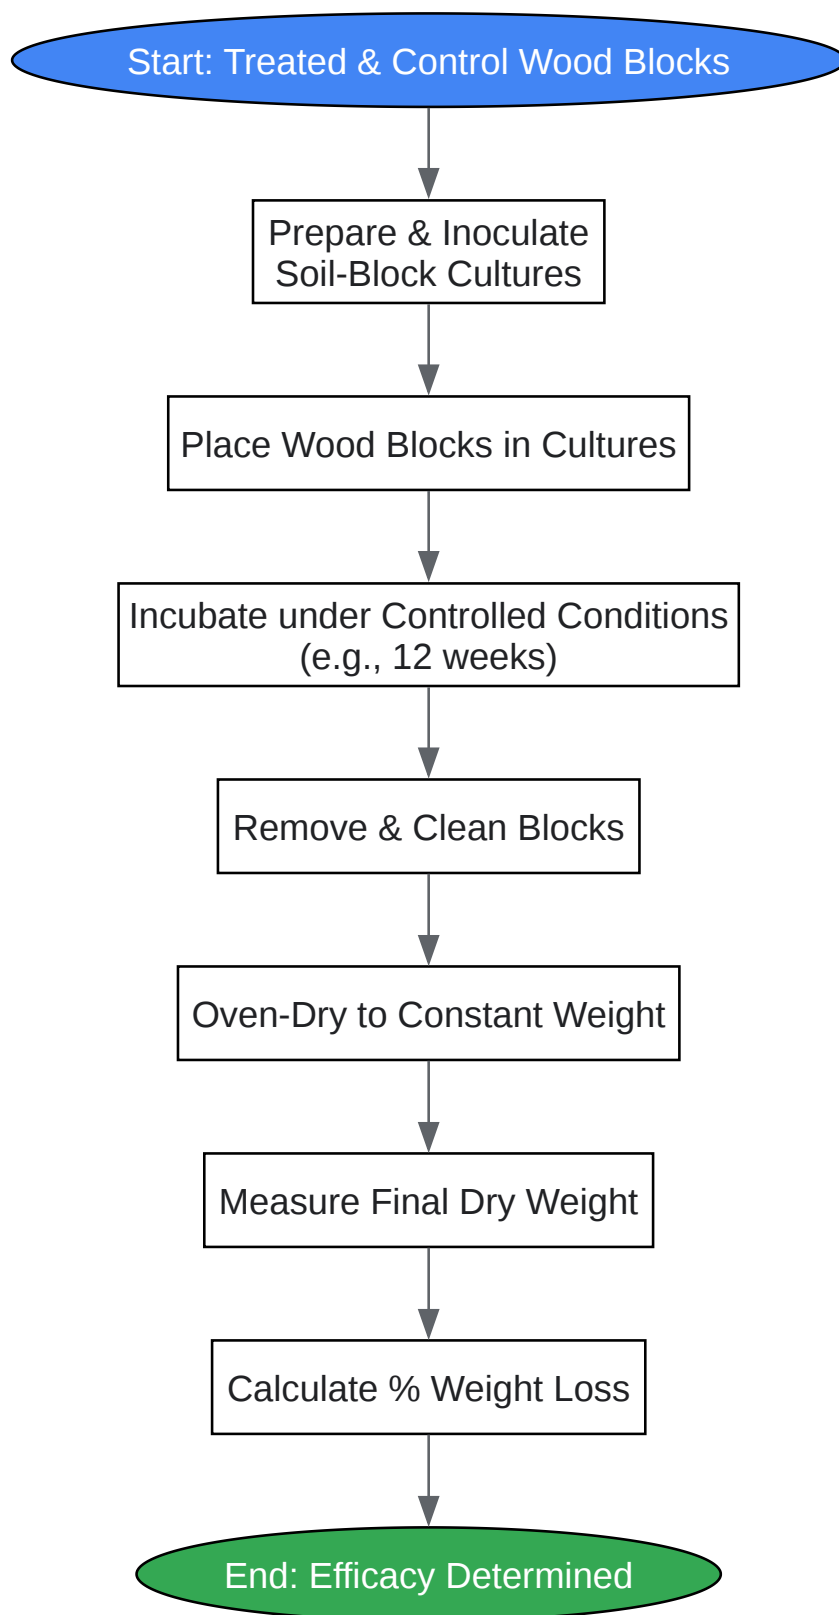 Start: Treated & Control Wood Blocks
Prepare & Inoculate
Soil-Block Cultures
Place Wood Blocks in Cultures
Incubate under Controlled Conditions
(e.g., 12 weeks)
Remove & Clean Blocks
Oven-Dry to Constant Weight
Measure Final Dry Weight
Calculate % Weight Loss
End: Efficacy Determined